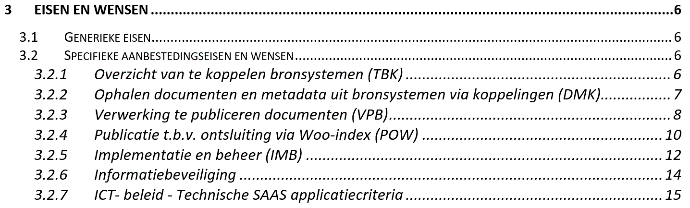 3 EISEN EN WENSEN 6
3.1 GENERIEKE EISEN 6
3.2 SPECIFIEKE AANBESTEDINGSEISEN EN WENSEN 6
3.2.1 Overzicht van te koppelen bronsystemen (TBK) 6
3.2.2 Ophalen documenten en metadata uit bronsystemen via koppelingen (DMK) 7
3.2.3 Verwerking te publiceren documenten (VPB) 8
3.2.4 Publicatie t.b.v. ontsluiting via Woo-index (POW) 10
3.2.5 Implementatie en beheer (IMB) 12
3.2.6 Informatiebeveiliging 14
3.2.7 ICT- beleid - Technische SAAS applicatiecriteria 15